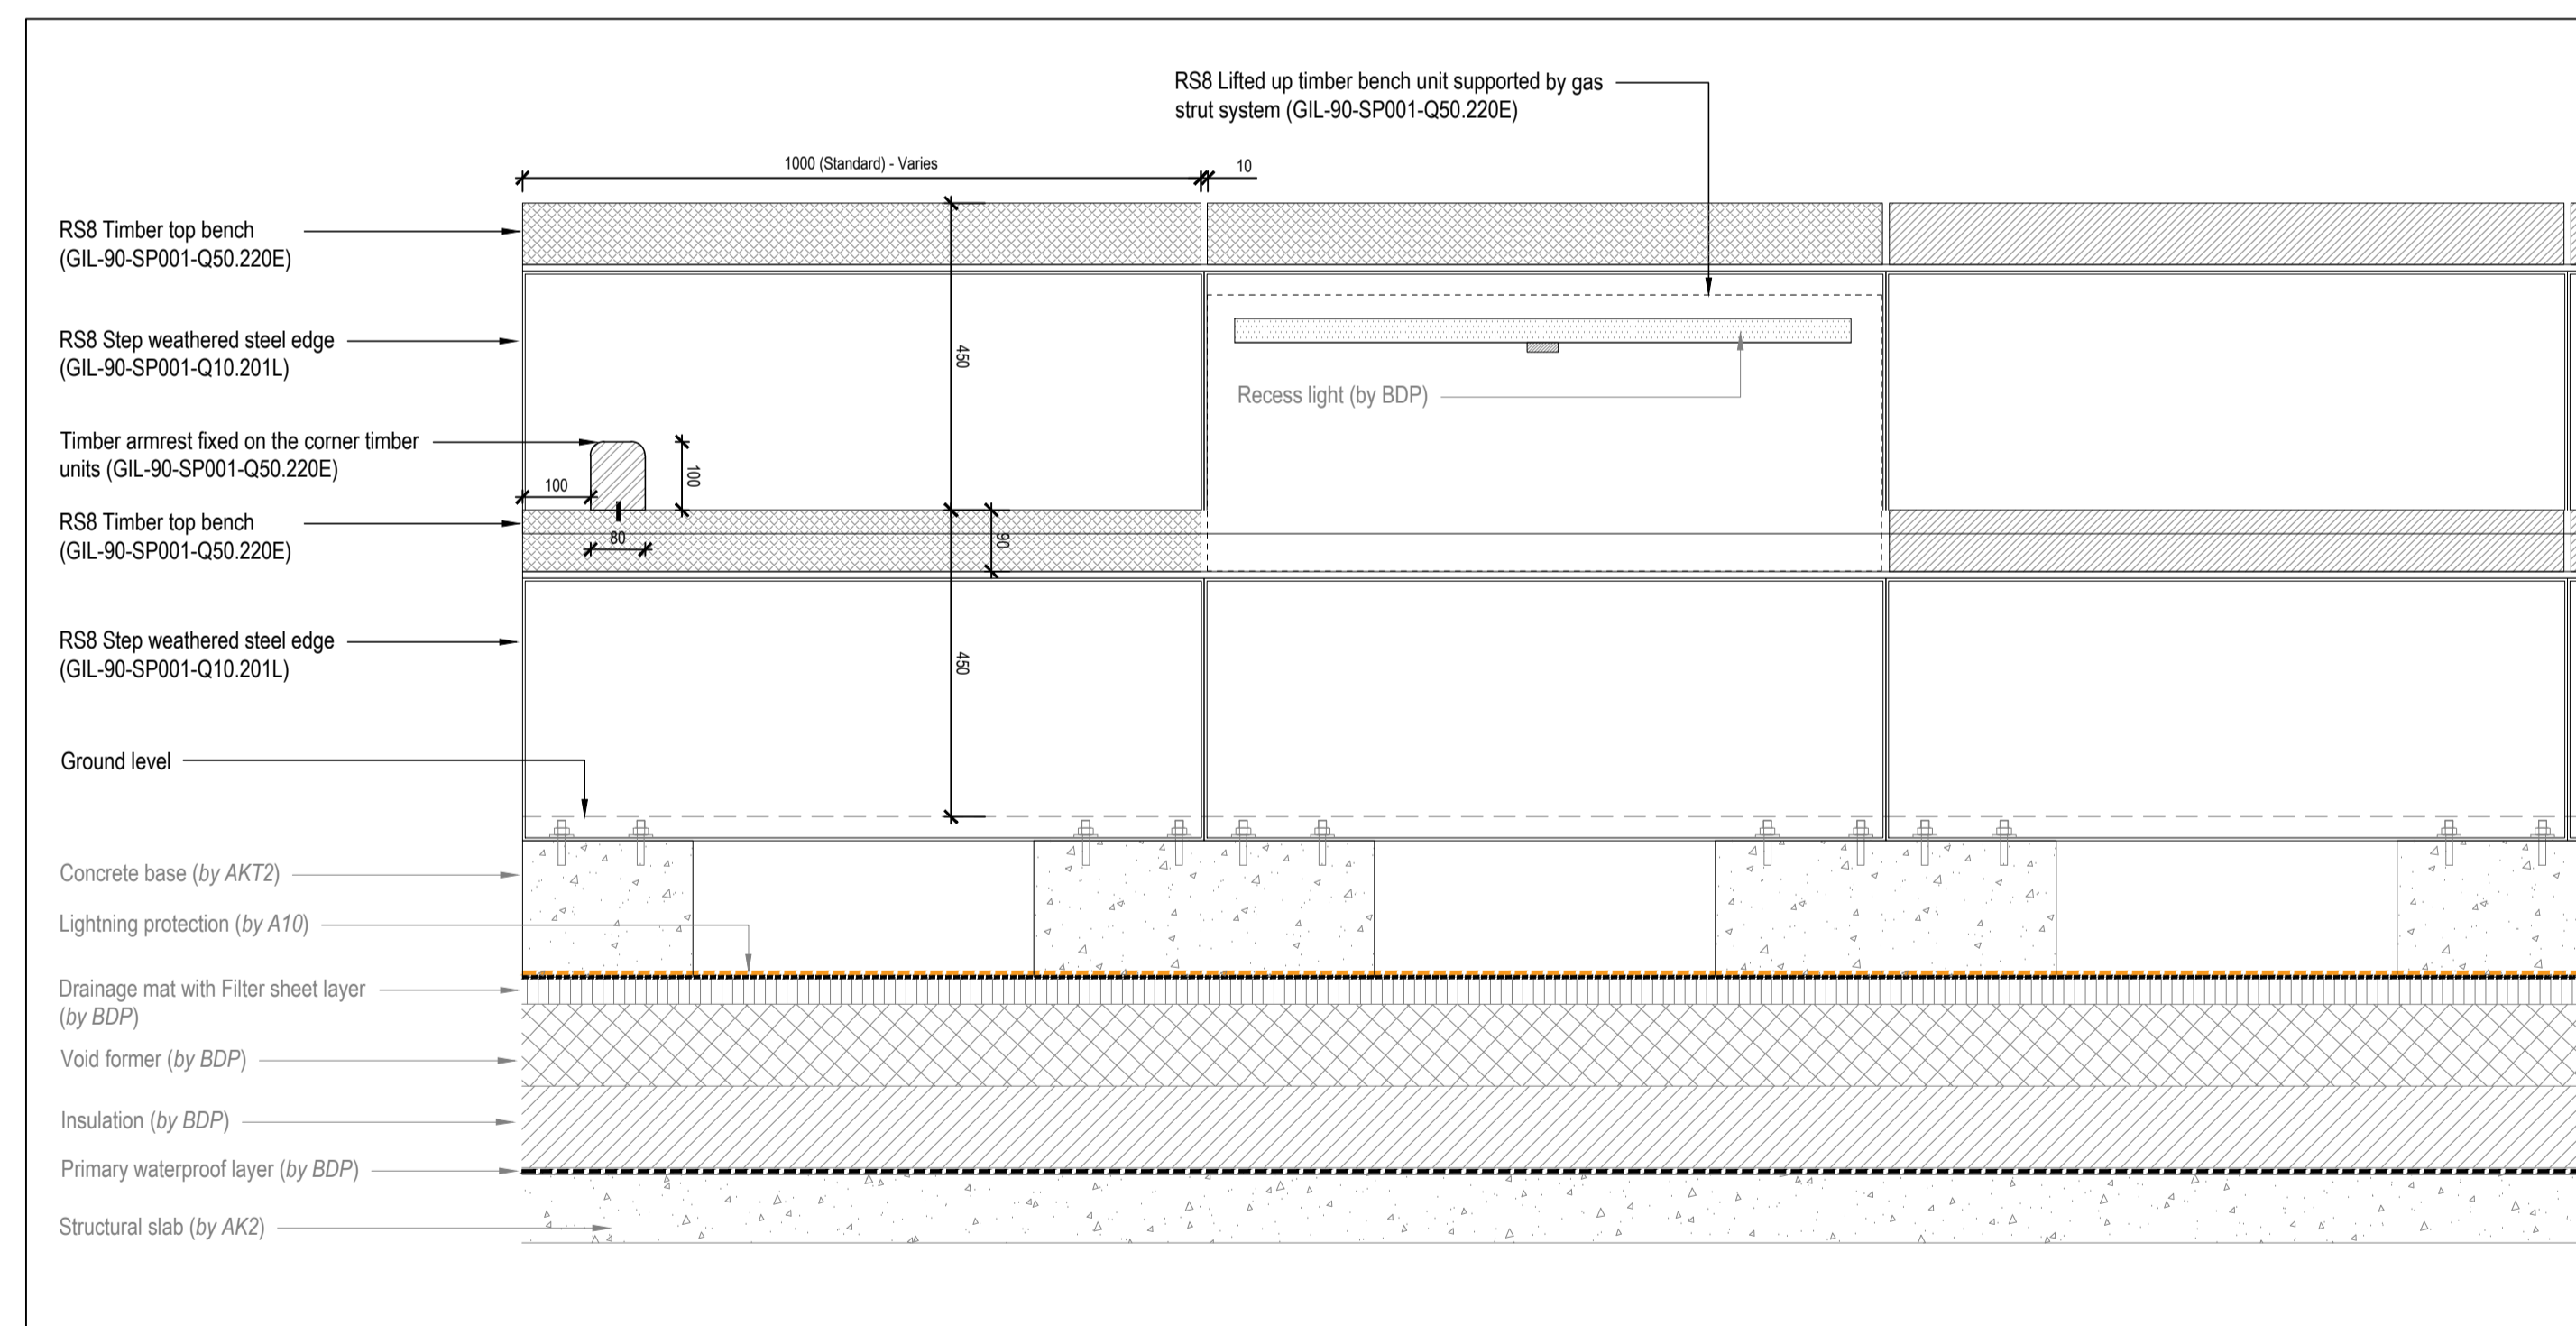 RS8 Lifted up timber bench unit supported by gas
strut system (GIL-90-SP001-Q50.220E)
1000 (Standard) - Varies
10
RS8 Timber top bench
(GIL-90-SP001-Q50.220E)
RS8 Step weathered steel edge
(GIL-90-SP001-Q10.201L)
450
Recess light (by BDP)
Timber armrest fixed on the corner timber
units (GIL-90-SP001-Q50.220E)
100
100
RS8 Timber top bench
(GIL-90-SP001-Q50.220E)
80
90
RS8 Step weathered steel edge
(GIL-90-SP001-Q10.201L)
450
Ground level
Concrete base (by AKT2)
Lightning protection (by A10)
Drainage mat with Filter sheet layer
(by BDP)
Void former (by BDP)
Insulation (by BDP)
Primary waterproof layer (by BDP)
Structural slab (by AK2)